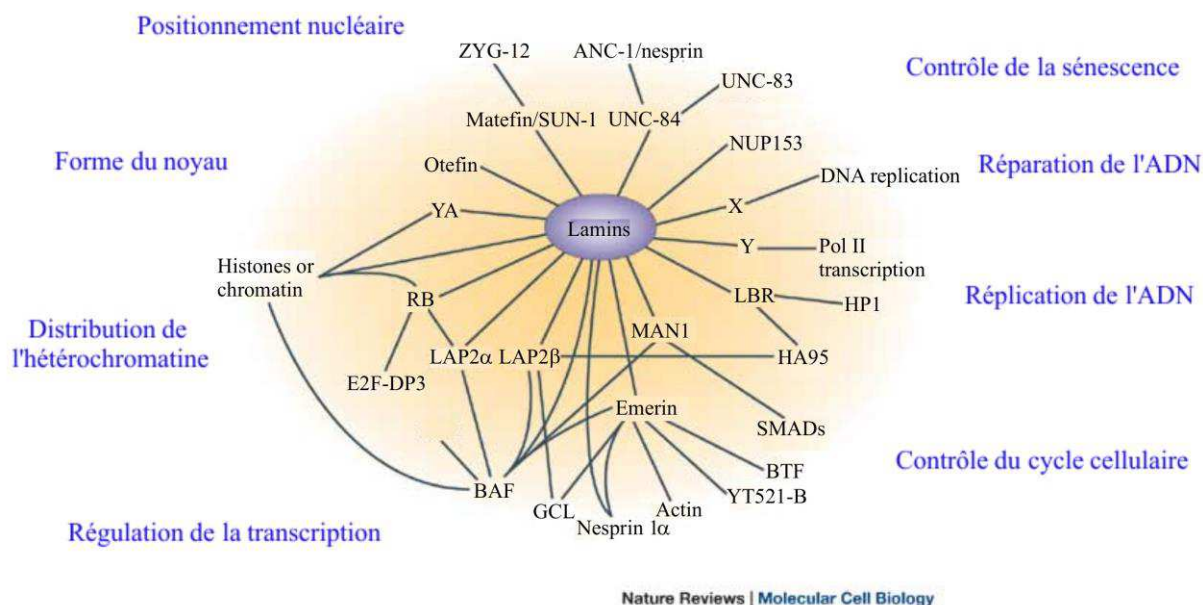 Positionnement nucléaire
ZYG-12
ANC-1/nesprin
UNC-83
Contrôle de la sénescence
Matefin/SUN-1
UNC-84
NUP153
Forme du noyau
Otefin
DNA replication
Réparation de l'ADN
YA
X
Lamins
Y
Pol II
transcription
Histones or
chromatin
RB
LBR
HP1
Réplication de l'ADN
Distribution de
l'hétérochromatine
MAN1
LAP2α
LAP2β
HA95
E2F-DP3
Emerin
SMADs
Contrôle du cycle cellulaire
BTF
BAF
YT521-B
GCL
Actin
Nesprin 1α
Régulation de la transcription
Nature Reviews | Molecular Cell Biology